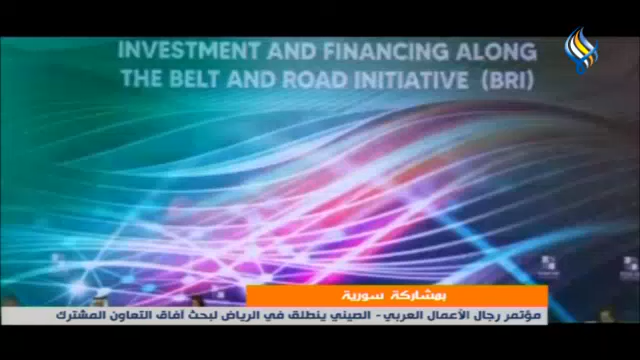 INVESTMENT AND FINANCING ALONG
THE BELT AND ROAD INITIATIVE (BRI)
بمشاركة سورية
مؤتمر رجال الأعمال العربي - الصيني ينطلق في الرياض لبحث آفاق التعاون المشترك